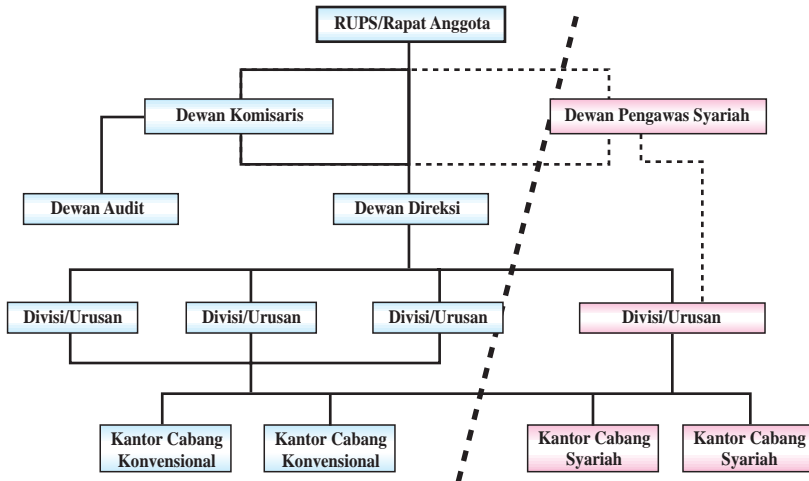 RUPS/Rapat Anggota
Dewan Komisaris
Dewan Pengawas Syariah
Dewan Audit
Dewan Direksi
Divisi/Urusan
Divisi/Urusan
Divisi/Urusan
Divisi/Urusan
Kantor Cabang
Konvensional
Kantor Cabang
Konvensional
Kantor Cabang
Syariah
Kantor Cabang
Syariah